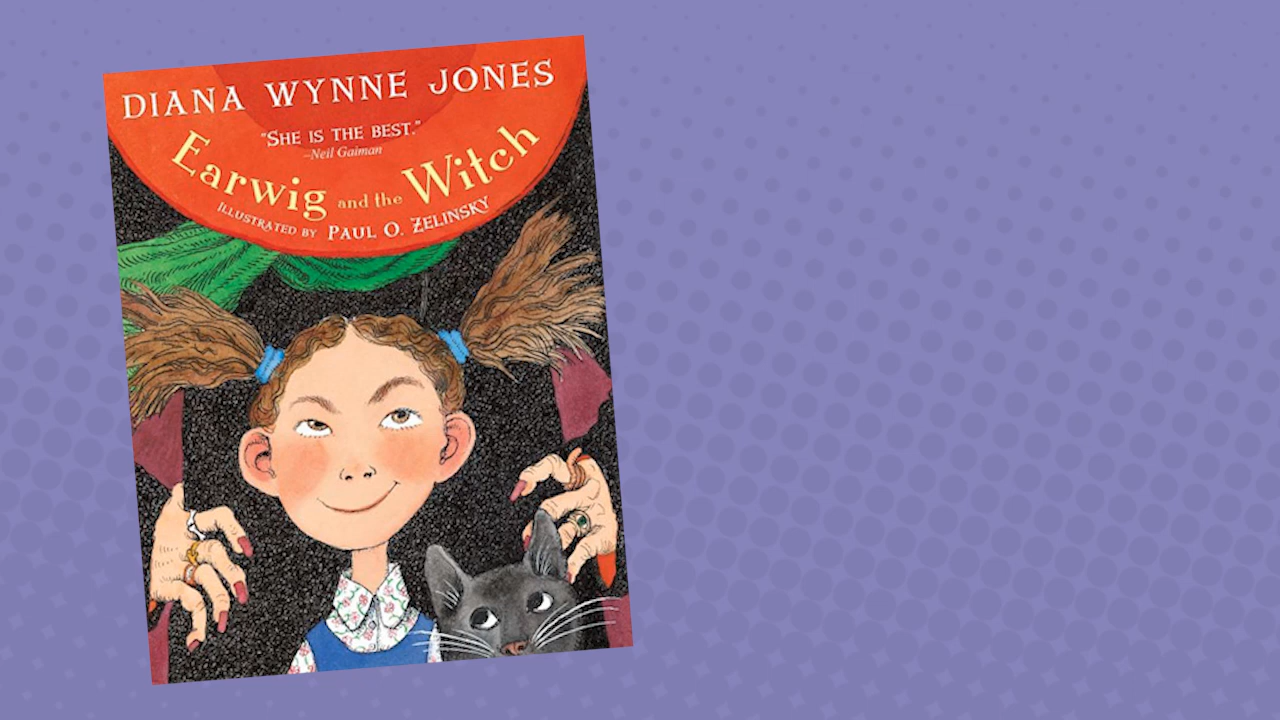 DIANA WYNNE JONES
"SHE IS THE BEST."
–Neil Gaiman
Earwig and the Witch
ILLUSTRATED BY PAUL O. ZELINSKY